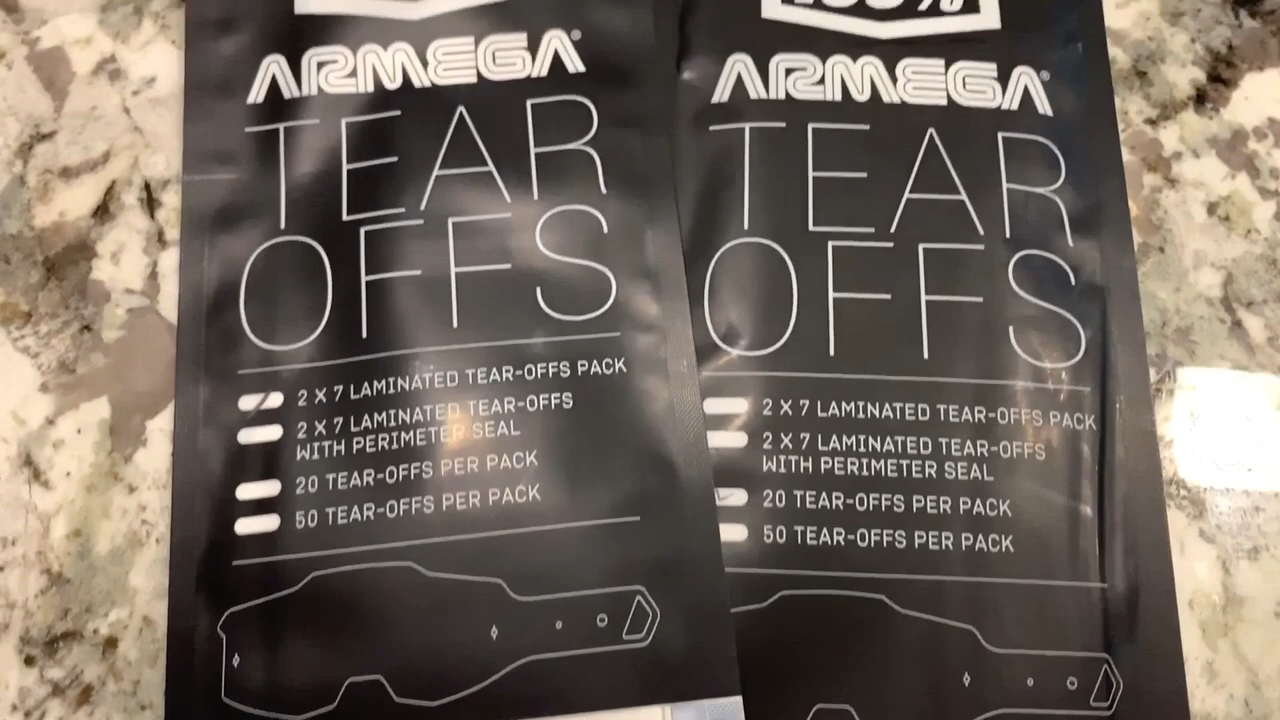 ARMEGA®
TEAR
OFFS
2 X 7 LAMINATED TEAR-OFFS PACK
2 X 7 LAMINATED TEAR-OFFS
WITH PERIMETER SEAL
20 TEAR-OFFS PER PACK
50 TEAR-OFFS PER PACK
100%
ARMEGA®
TEAR
OFFS
2 X 7 LAMINATED TEAR-OFFS PACK
2 X 7 LAMINATED TEAR-OFFS
WITH PERIMETER SEAL
20 TEAR-OFFS PER PACK
50 TEAR-OFFS PER PACK